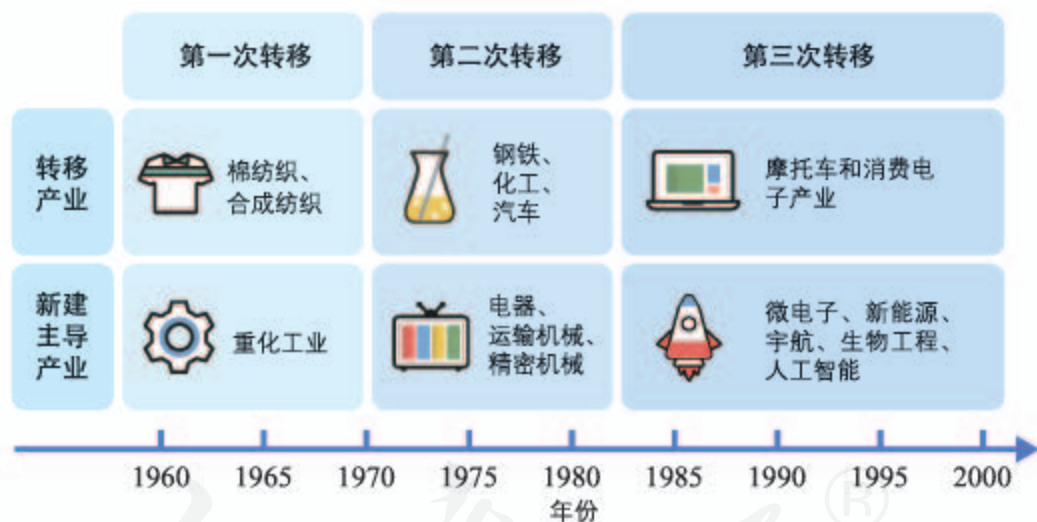 第一次转移
第二次转移
第三次转移
转移
产业
棉纺织、
合成纺织
钢铁、
化工、
汽车
摩托车和消费电
子产业
新建
主导
产业
重化工业
电器、
运输机械、
精密机械
微电子、新能源、
宇航、生物工程、
人工智能
1960
1965
1970
1975
1980
1985
1990
1995
2000
年份
®